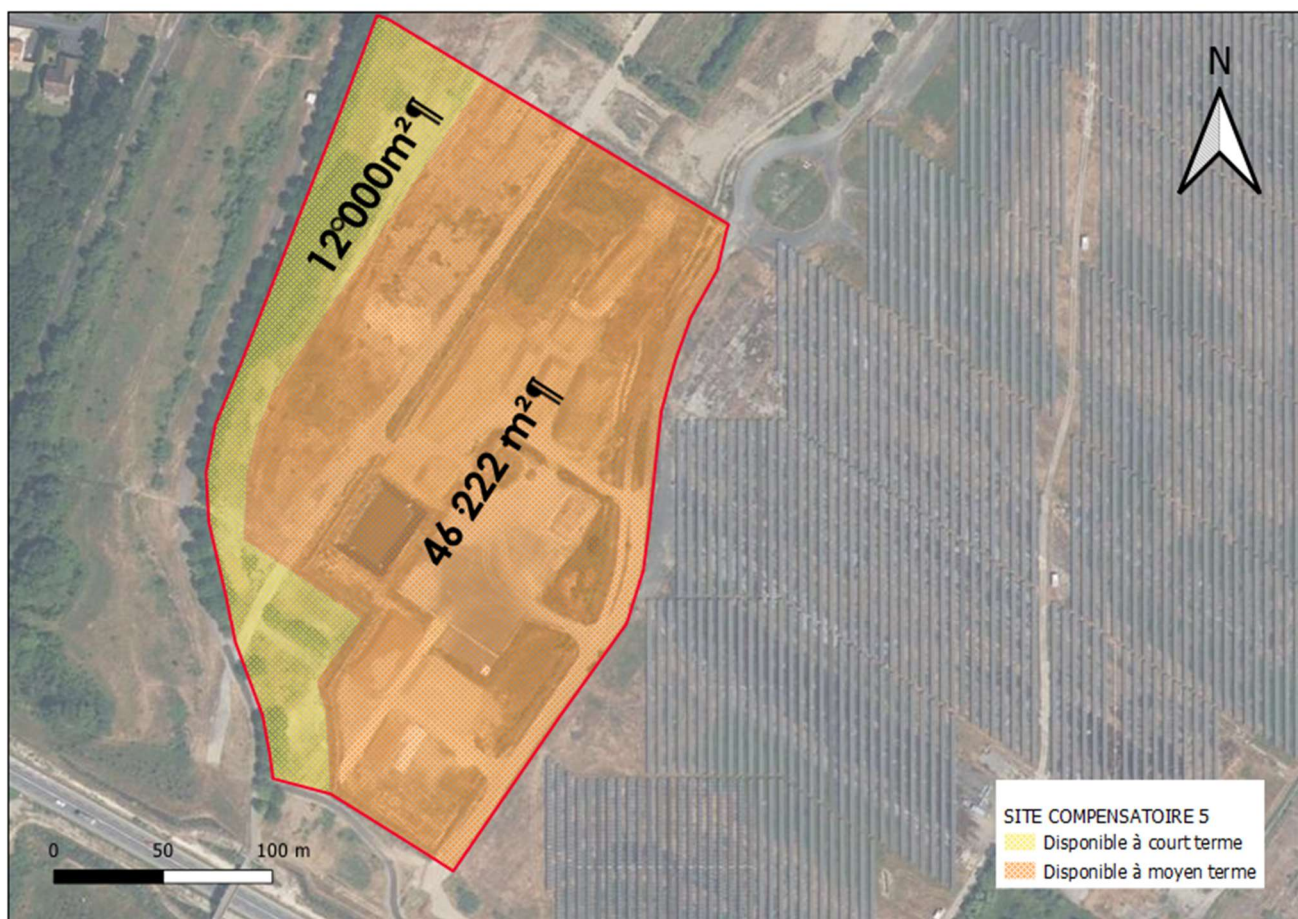 N
12°000m²¶
46·222 m²¶
SITE COMPENSATOIRE 5
Disponible à court terme
Disponible à moyen terme
0 50 100 m